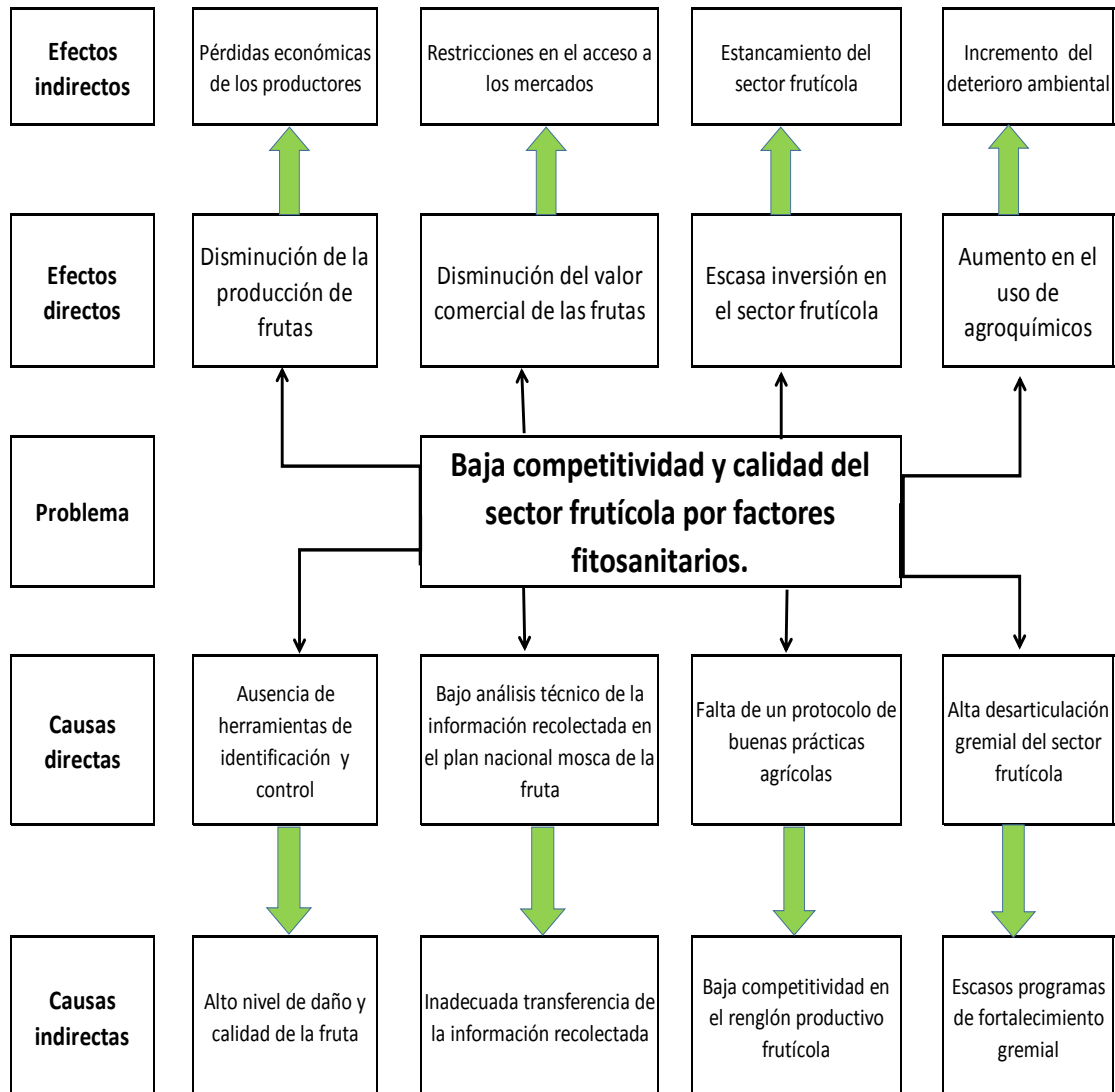 Efectos
indirectos
Pérdidas económicas
de los productores
Restricciones en el acceso a
los mercados
Estancamiento del
sector frutícola
Incremento del
deterioro ambiental
Efectos
directos
Disminución de la
producción de
frutas
Disminución del valor
comercial de las frutas
Escasa inversión en
el sector frutícola
Aumento en el
uso de
agroquímicos
Problema
Baja competitividad y calidad del
sector frutícola por factores
fitosanitarios.
Causas
directas
Ausencia de
herramientas de
identificación y
control
Bajo análisis técnico de la
información recolectada en
el plan nacional mosca de la
fruta
Falta de un protocolo de
buenas prácticas
agrícolas
Alta desarticulación
gremial del sector
frutícola
Causas
indirectas
Alto nivel de daño y
calidad de la fruta
Inadecuada transferencia de
la información recolectada
Baja competitividad en
el renglón productivo
frutícola
Escasos programas
de fortalecimiento
gremial